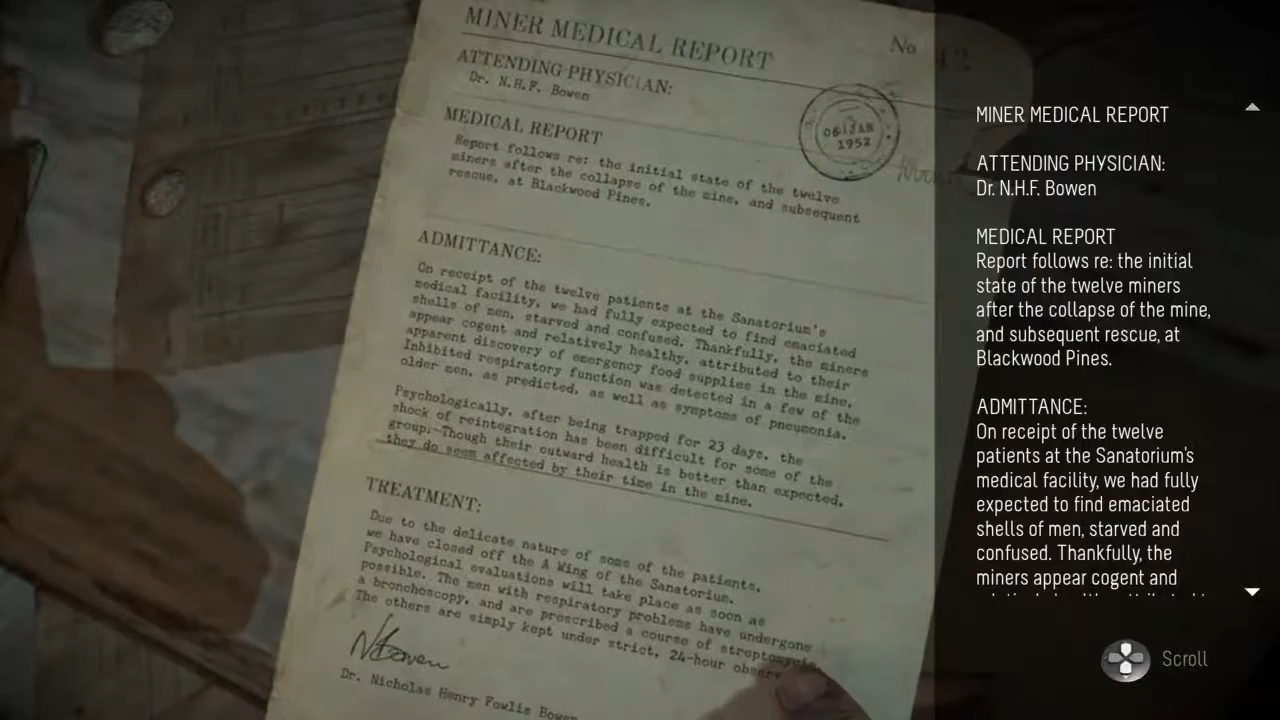 MINER MEDICAL REPORT
No
ATTENDING PHYSICIAN:
Dr. N.H.F. Bowen
06 JAN
1952
MEDICAL REPORT
Report follows re: the initial state of the twelve
miners after the collapse of the mine, and subsequent
rescue, at Blackwood Pines.
ADMITTANCE:
On receipt of the twelve patients at the Sanatorium's
medical facility, we had fully expected to find emaciated
shells of men, starved and confused. Thankfully, the miners
appear cogent and relatively healthy, attributed to their
apparent discovery of emergency food supplies in the mine.
Inhibited respiratory function was detected in a few of the
older men, as predicted, as well as symptoms of pneumonia.
Psychologically, after being trapped for 23 days, the
shock of reintegration has been difficult for some of the
group. Though their outward health is better than expected,
they do seem affected by their time in the mine.
TREATMENT:
Due to the delicate nature of some of the patients,
we have closed off the A Wing of the Sanatorium.
Psychological evaluations will take place as soon as
possible. The men with respiratory problems have undergone
a bronchoscopy, and are prescribed a course of streptomycin
The others are simply kept under strict, 24-hour observ
NBowen
Dr. Nicholas Henry Fowlis Bowen
MINER MEDICAL REPORT
ATTENDING PHYSICIAN:
Dr. N.H.F. Bowen
MEDICAL REPORT
Report follows re: the initial
state of the twelve miners
after the collapse of the mine,
and subsequent rescue, at
Blackwood Pines.
ADMITTANCE:
On receipt of the twelve
patients at the Sanatorium's
medical facility, we had fully
expected to find emaciated
shells of men, starved and
confused. Thankfully, the
miners appear cogent and
Scroll